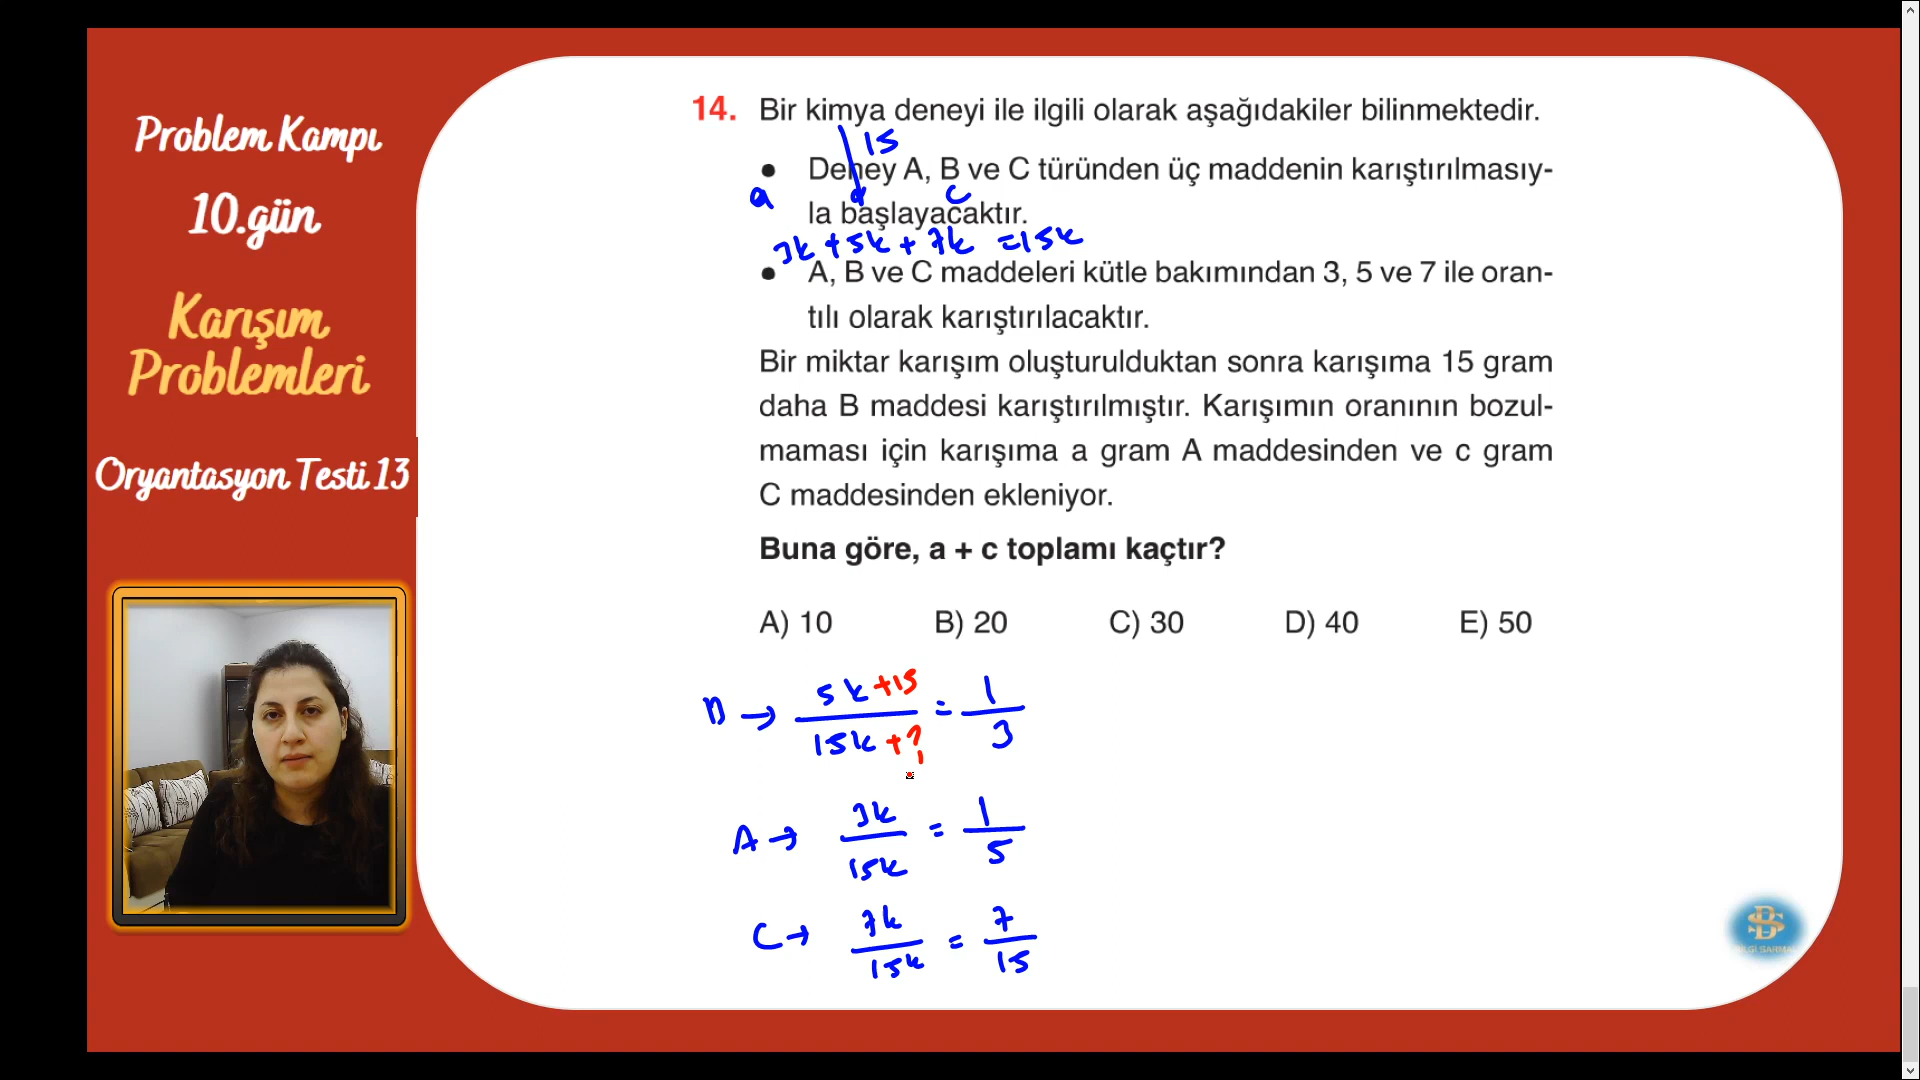 Problem Kampı
10.gün
Karışım
Problemleri
Oryantasyon Testi 13
14. Bir kimya deneyi ile ilgili olarak aşağıdakiler bilinmektedir.
15
• Deney A, B ve C türünden üç maddenin karıştırılmasıy-
a c
la başlayacaktır.
3k + 5k + 7k = 15k
• A, B ve C maddeleri kütle bakımından 3, 5 ve 7 ile oran-
tılı olarak karıştırılacaktır.
Bir miktar karışım oluşturulduktan sonra karışıma 15 gram
daha B maddesi karıştırılmıştır. Karışımın oranının bozul-
maması için karışıma a gram A maddesinden ve c gram
C maddesinden ekleniyor.
Buna göre, a + c toplamı kaçtır?
A) 10 B) 20 C) 30 D) 40 E) 50
B → 5k+15 / 15k+? = 1 / 3
A → 3k / 15k = 1 / 5
C → 7k / 15k = 7 / 15